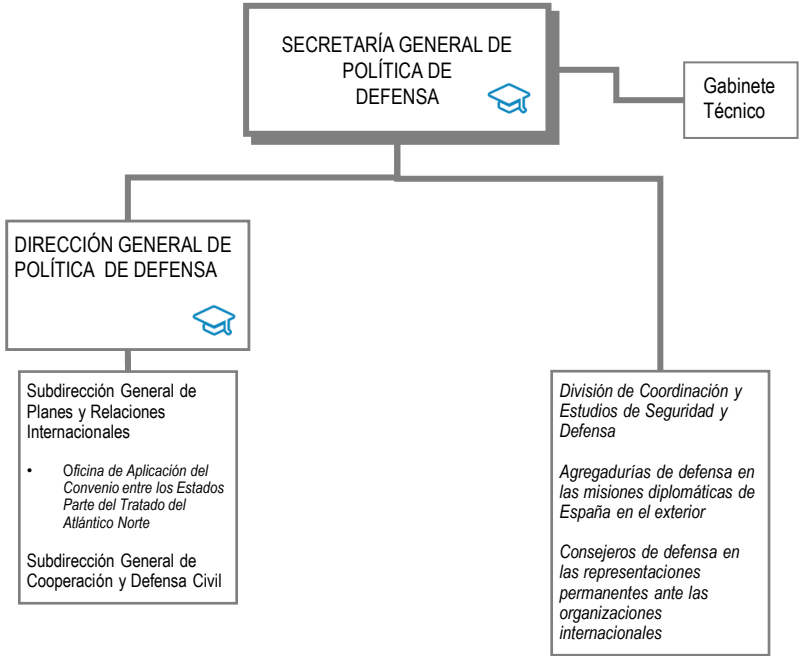 SECRETARÍA GENERAL DE
POLÍTICA DE
DEFENSA
Gabinete
Técnico
DIRECCIÓN GENERAL DE
POLÍTICA DE DEFENSA
Subdirección General de
Planes y Relaciones
Internacionales
• Oficina de Aplicación del
Convenio entre los Estados
Parte del Tratado del
Atlántico Norte
Subdirección General de
Cooperación y Defensa Civil
División de Coordinación y
Estudios de Seguridad y
Defensa
Agregadurías de defensa en
las misiones diplomáticas de
España en el exterior
Consejeros de defensa en
las representaciones
permanentes ante las
organizaciones
internacionales